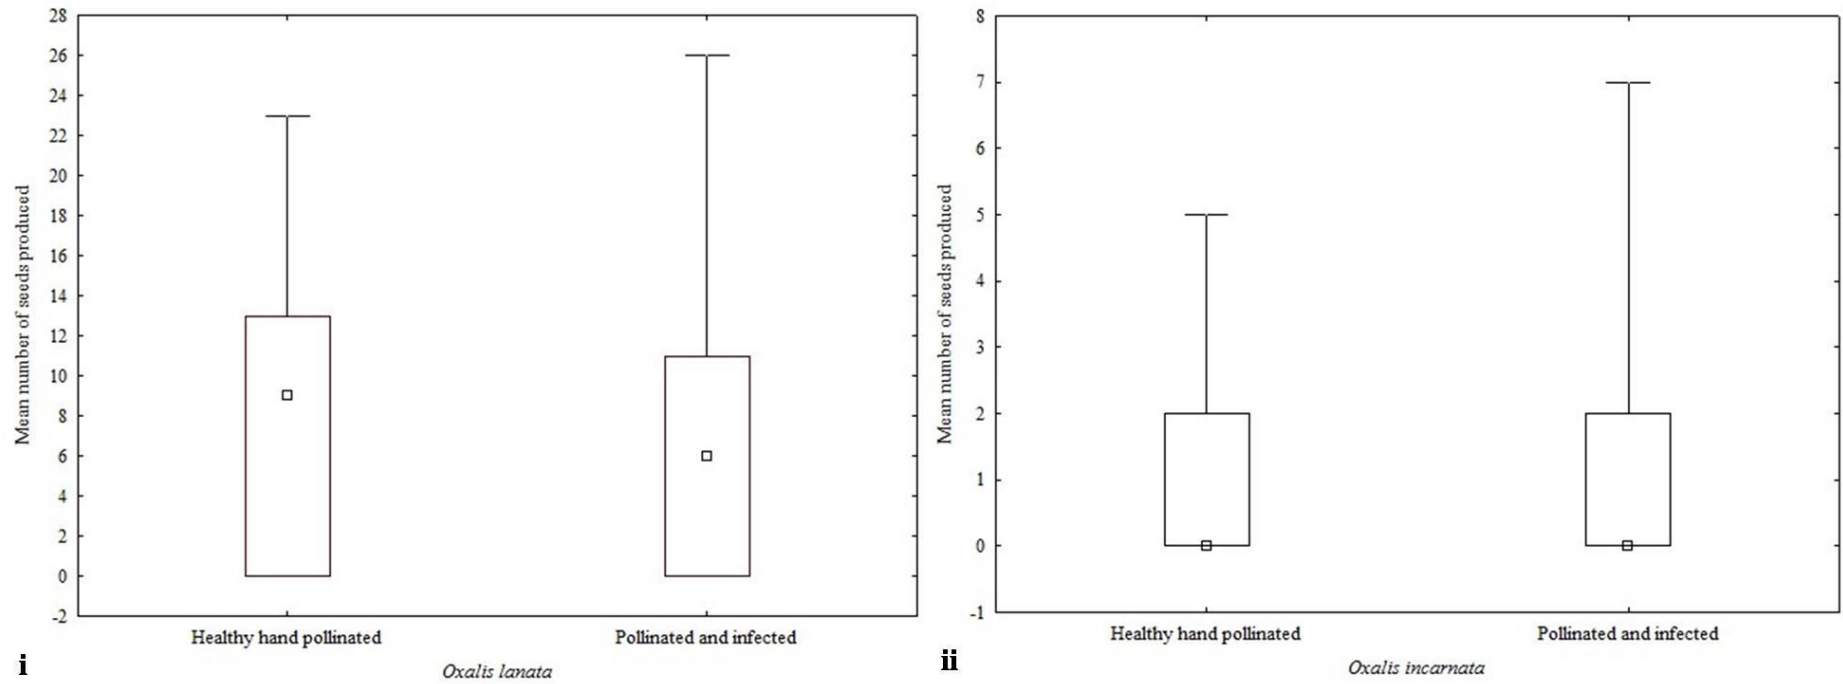 28
26
24
22
20
18
16
14
12
10
8
6
4
2
0
-2
Mean number of seeds produced
Healthy hand pollinated
Pollinated and infected
Oxalis lanata
i
8
7
6
5
4
3
2
1
0
-1
Mean number of seeds produced
Healthy hand pollinated
Pollinated and infected
Oxalis incarnata
ii